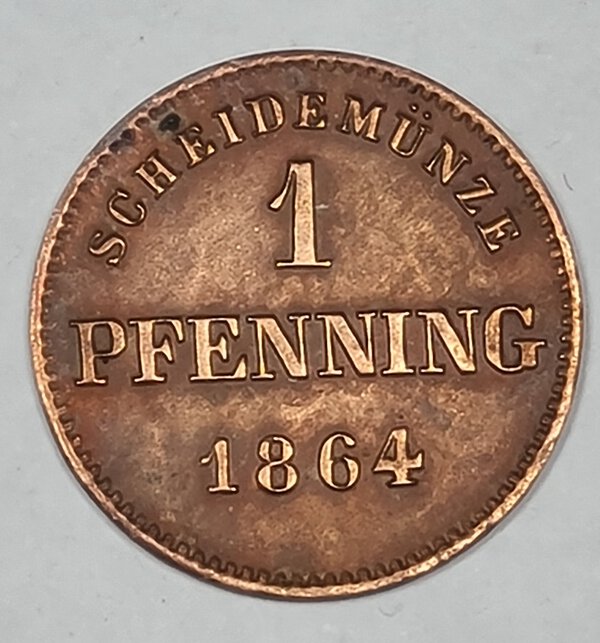 SCHEIDEMÜNZE
1
PFENNING
1864